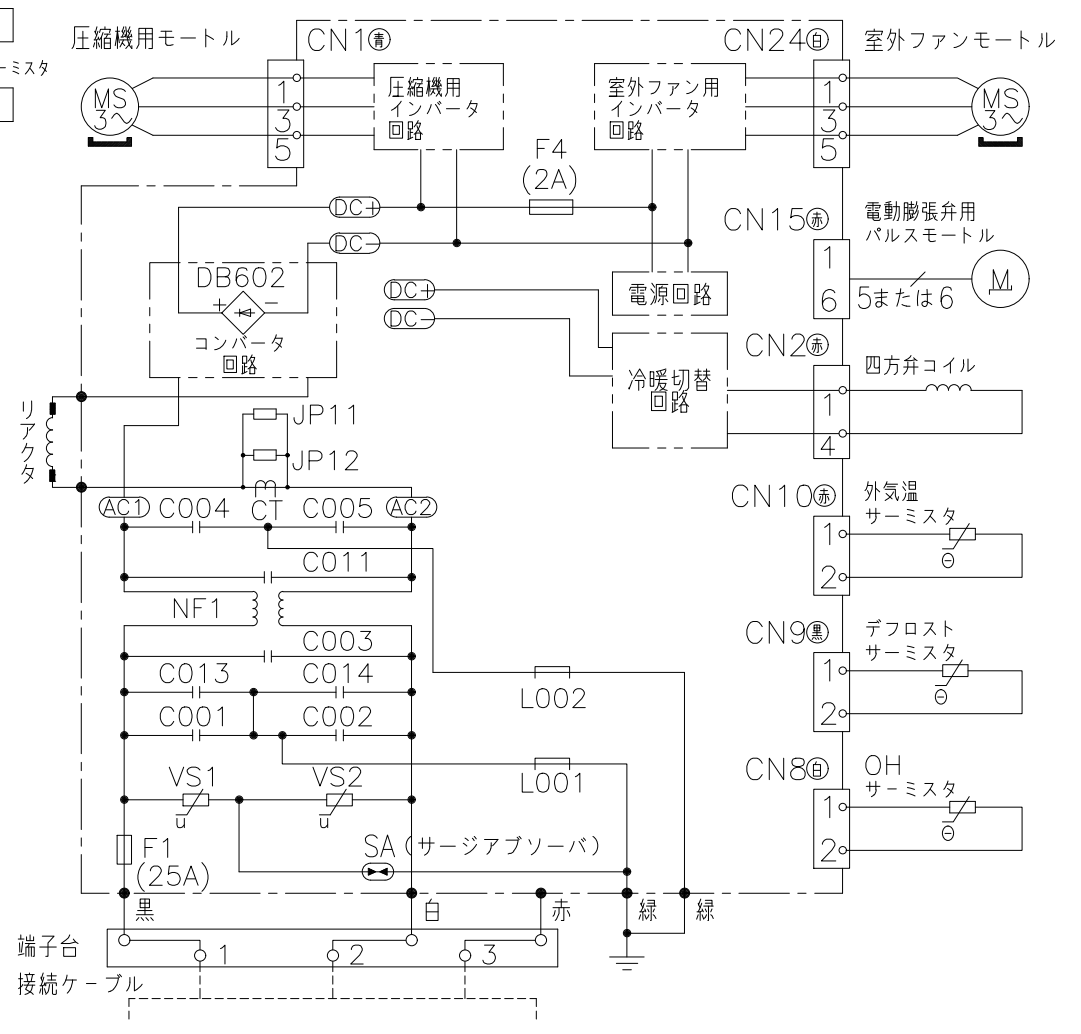 圧縮機用モートル
ーミスタ
MS
3～
CN1青
1
3
5
圧縮機用
インバータ
回路
室外ファン用
インバータ
回路
CN24白
1
3
5
室外ファンモートル
MS
3～
F4
(2A)
DC+
DC−
DB602
+ −
コンバータ
回路
DC+
DC−
電源回路
冷暖切替
回路
CN15赤
1
6
電動膨張弁用
パルスモートル
5または6
M
CN2赤
1
4
四方弁コイル
リアクタ
JP11
JP12
CT
AC1
C004
C005
AC2
C011
NF1
C003
C013
C014
C001
C002
L002
L001
VS1
u
VS2
u
F1
(25A)
SA（サージアブソーバ）
CN10赤
1
2
外気温
サーミスタ
Θ
CN9黒
1
2
デフロスト
サーミスタ
Θ
CN8白
1
2
OH
サーミスタ
Θ
黒
白
赤
緑
緑
端子台
1
2
3
接続ケーブル